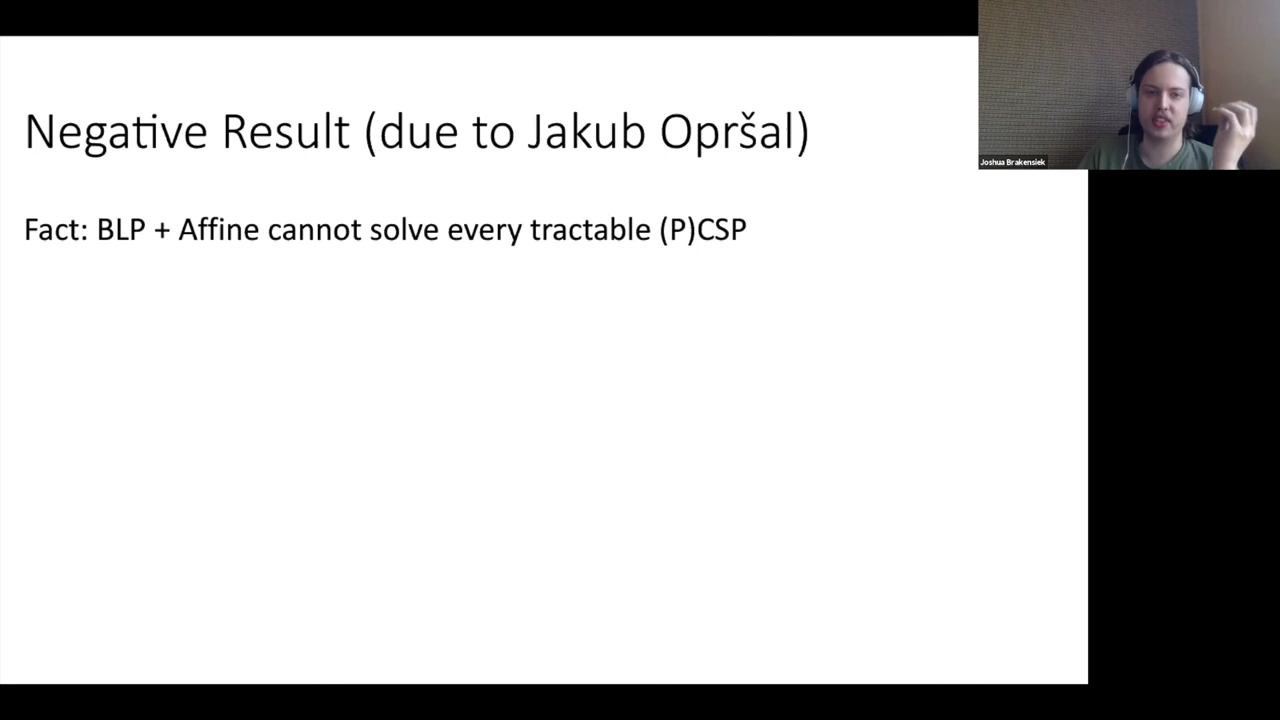 Negative Result (due to Jakub Opršal)
Fact: BLP + Affine cannot solve every tractable (P)CSP
Joshua Brakensiek